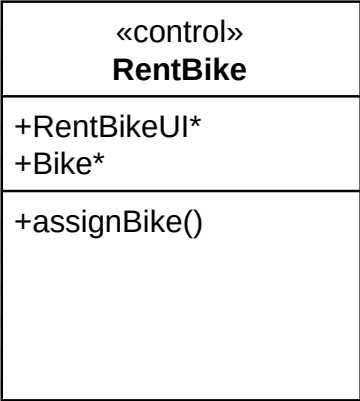 «control»
RentBike
+RentBikeUI*
+Bike*
+assignBike()